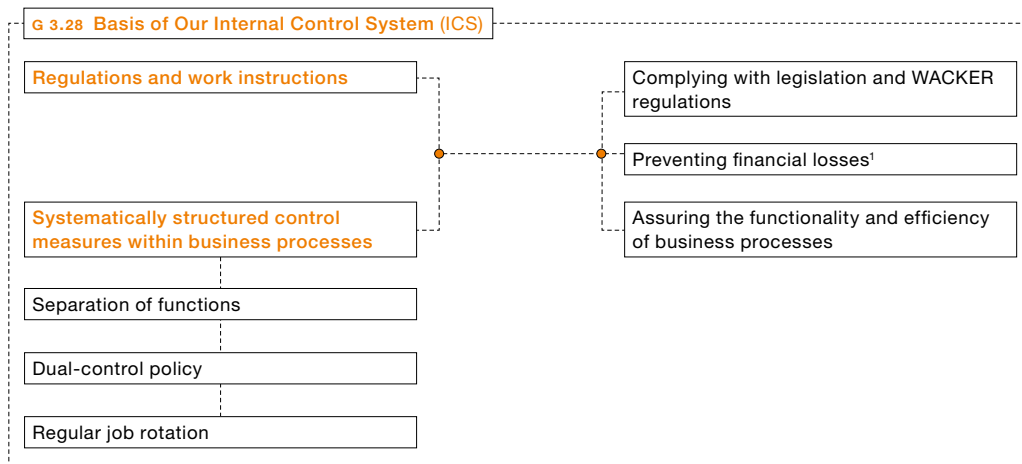 G 3.28 Basis of Our Internal Control System (ICS)
Regulations and work instructions
Systematically structured control
measures within business processes
Separation of functions
Dual-control policy
Regular job rotation
Complying with legislation and WACKER
regulations
Preventing financial losses¹
Assuring the functionality and efficiency
of business processes